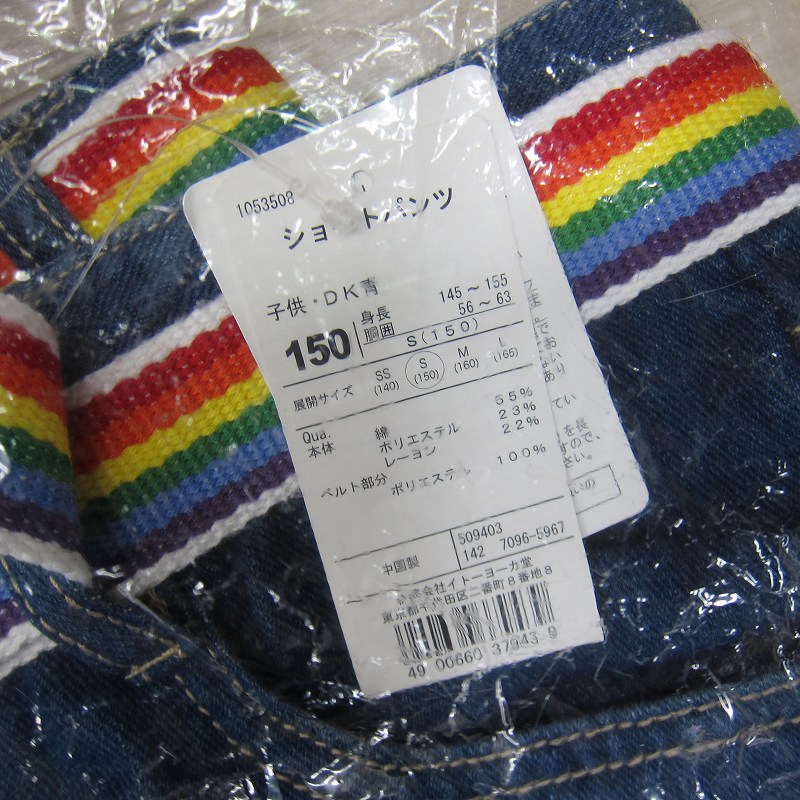 1053508
ショートパンツ
子供・DK青
150
身長 145～155
胴囲 56～63
S(150)
展開サイズ SS S M L
(140) (150) (160) (165)
Qua.
本体 綿 55%
ポリエステル 23%
レーヨン 22%
ベルト部分 ポリエステル 100%
中国製
509403
142 7096-5967
株式会社イトーヨーカ堂
東京都千代田区二番町8番地8